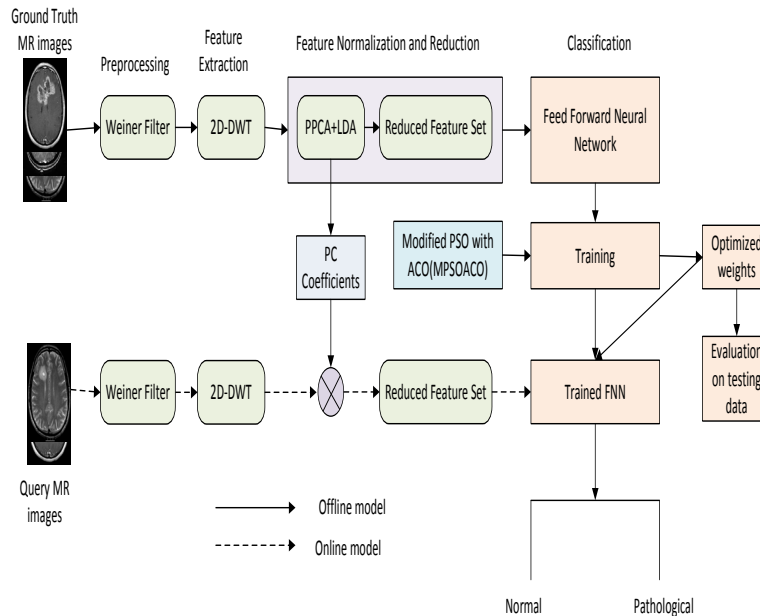 Ground Truth
MR images
Preprocessing
Feature
Extraction
Feature Normalization and Reduction
Classification
Weiner Filter
2D-DWT
PPCA+LDA
Reduced Feature Set
Feed Forward Neural
Network
PC
Coefficients
Modified PSO with
ACO(MPSOACO)
Training
Optimized
weights
Evaluation
on testing
data
Weiner Filter
2D-DWT
Reduced Feature Set
Trained FNN
Query MR
images
Offline model
Online model
Normal
Pathological